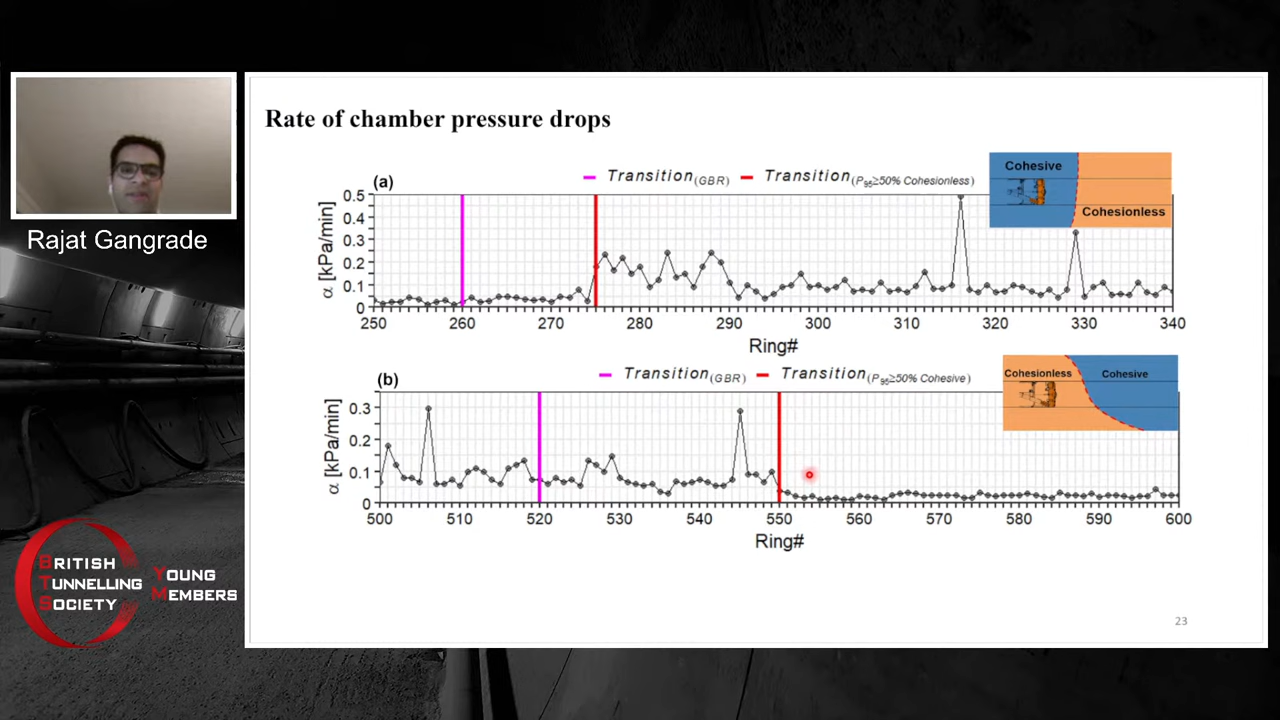 Rajat Gangrade
BRITISH
TUNNELLING
SOCIETY
YOUNG
MEMBERS
Rate of chamber pressure drops
(a)
Transition(GBR) Transition(P95≥50% Cohesionless)
Cohesive
Cohesionless
α [kPa/min]
0.5
0.4
0.3
0.2
0.1
0
250 260 270 280 290 300 310 320 330 340
Ring#
(b)
Transition(GBR) Transition(P95≥50% Cohesive)
Cohesionless Cohesive
α [kPa/min]
0.3
0.2
0.1
0
500 510 520 530 540 550 560 570 580 590 600
Ring#
23